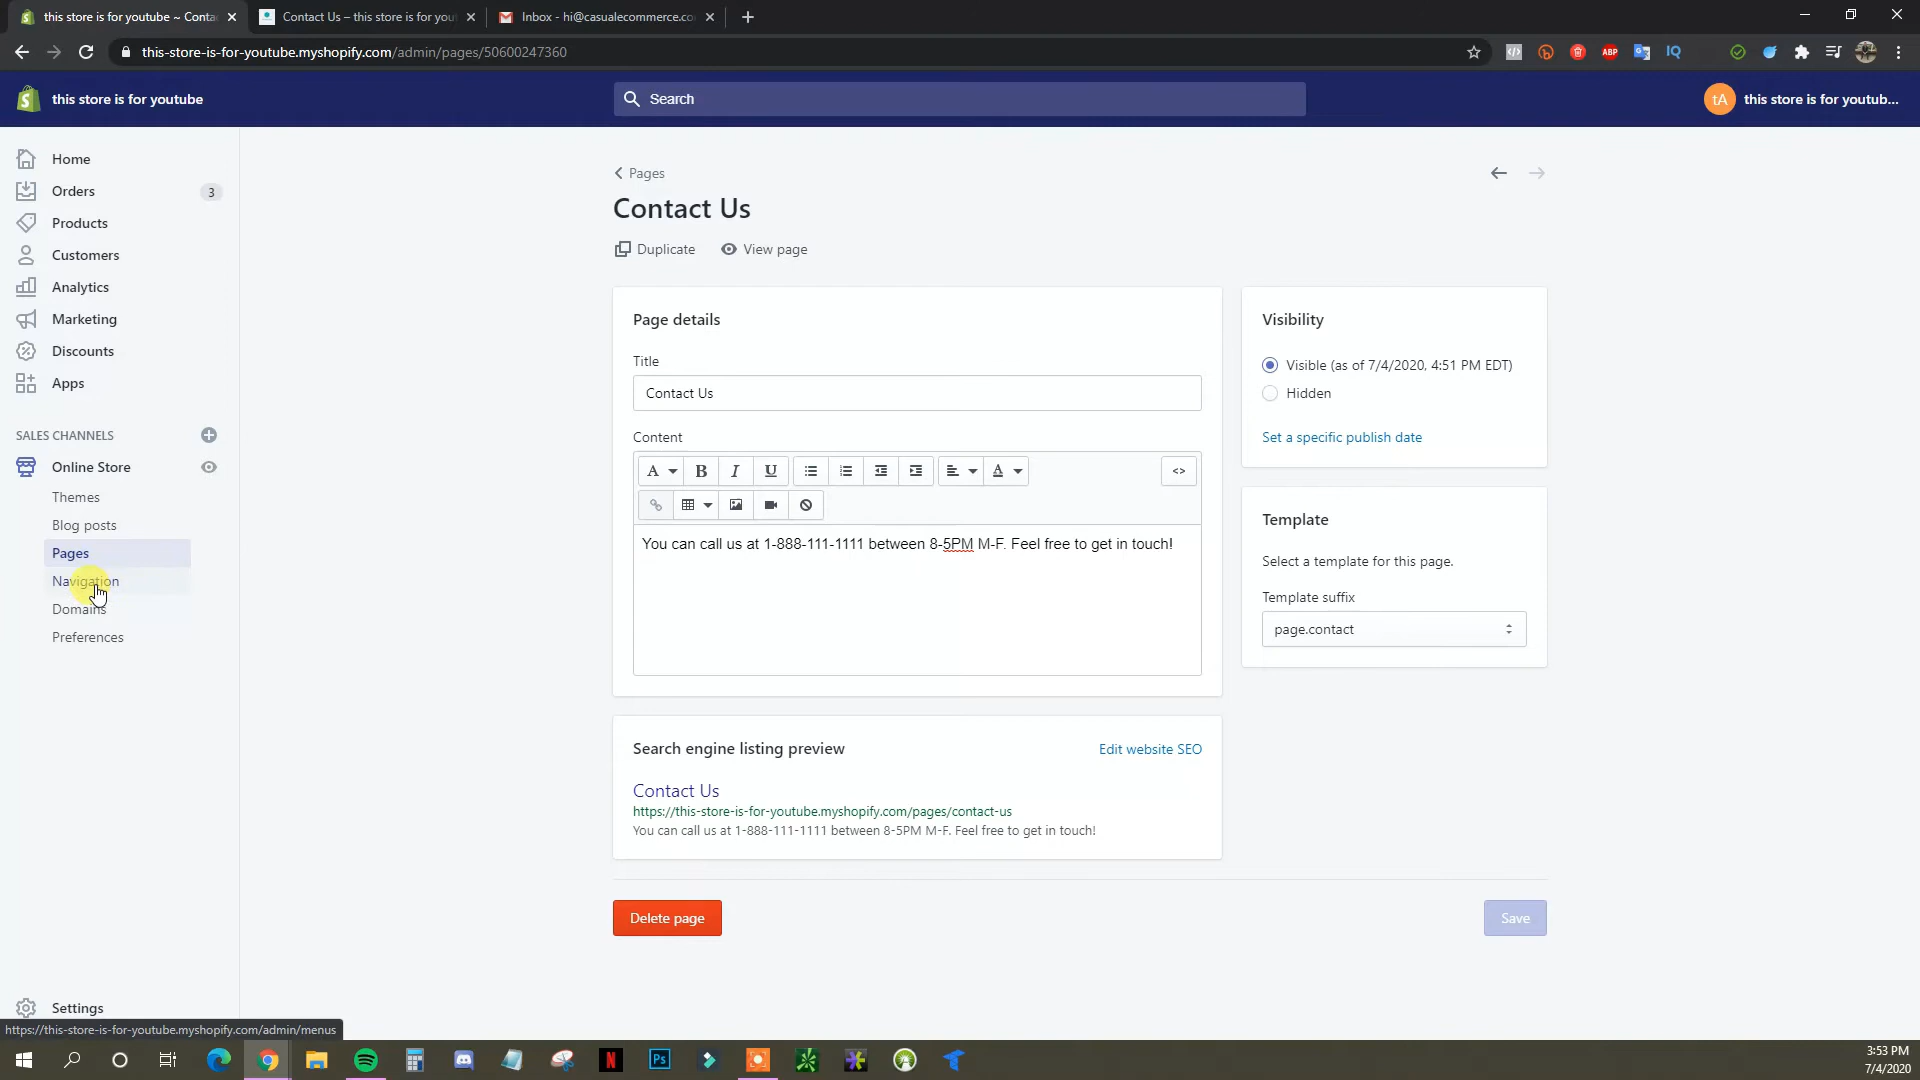 this store is for youtube ~ Conta
Contact Us – this store is for yout
Inbox - hi@casualecommerce.co
this-store-is-for-youtube.myshopify.com/admin/pages/50600247360
ABP
IQ
this store is for youtube
Search
tA
this store is for youtub...
Home
Orders
3
Products
Customers
Analytics
Marketing
Discounts
Apps
SALES CHANNELS
Online Store
Themes
Blog posts
Pages
Navigation
Domains
Preferences
Settings
Pages
Contact Us
Duplicate
View page
Page details
Title
Contact Us
Content
A
B
I
U
A
<>
You can call us at 1-888-111-1111 between 8-5PM M-F. Feel free to get in touch!
Search engine listing preview
Edit website SEO
Contact Us
https://this-store-is-for-youtube.myshopify.com/pages/contact-us
You can call us at 1-888-111-1111 between 8-5PM M-F. Feel free to get in touch!
Delete page
Save
Visibility
Visible (as of 7/4/2020, 4:51 PM EDT)
Hidden
Set a specific publish date
Template
Select a template for this page.
Template suffix
page.contact
https://this-store-is-for-youtube.myshopify.com/admin/menus
N
Ps
3:53 PM
7/4/2020